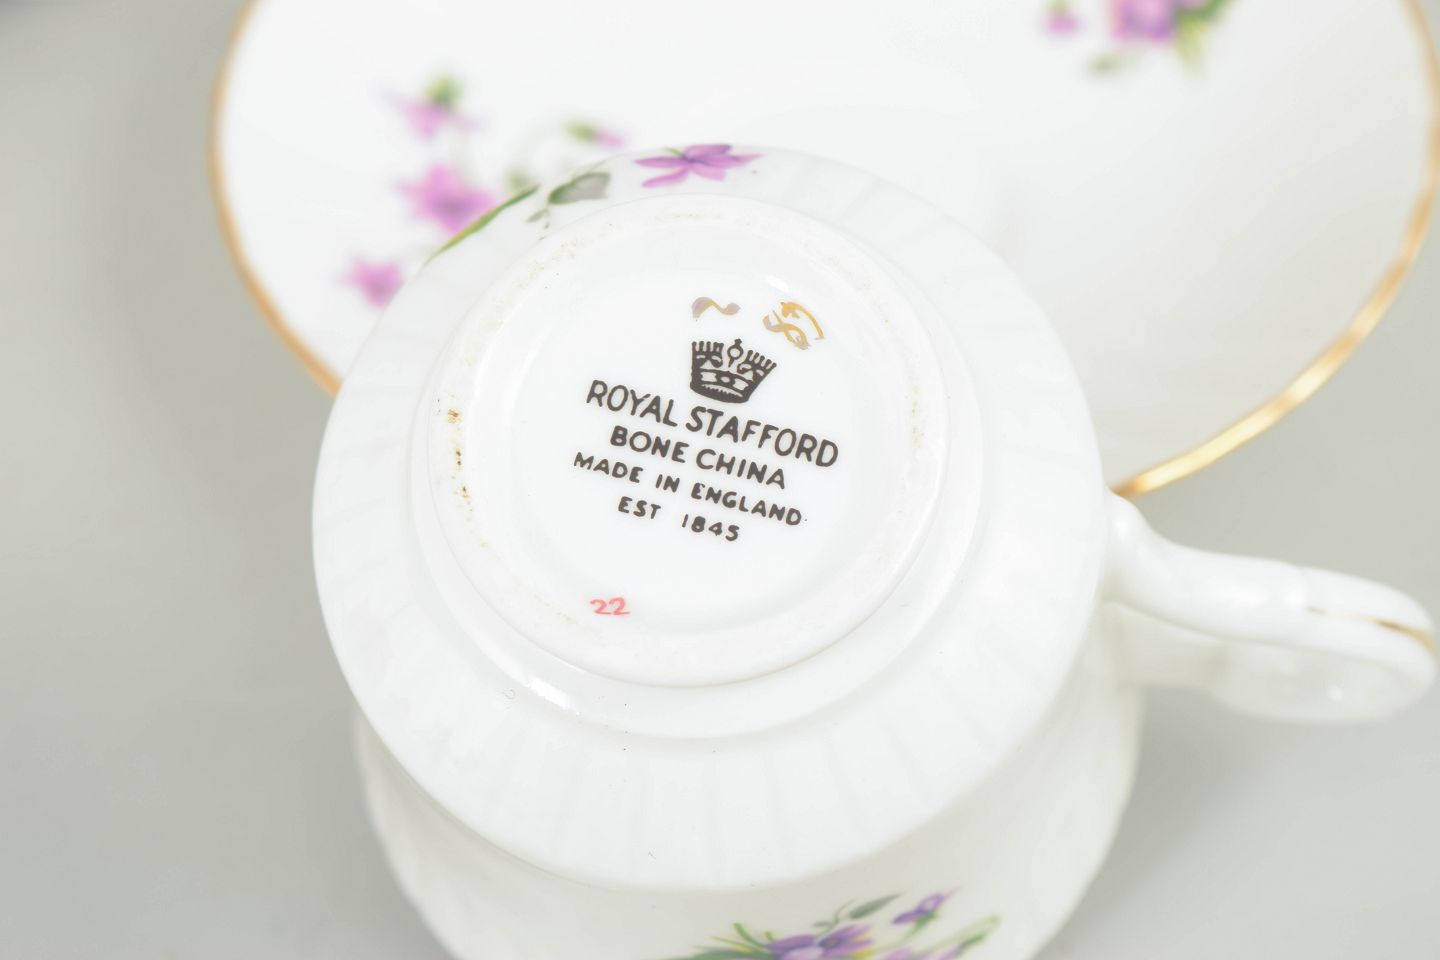 ROYAL STAFFORD
BONE CHINA
MADE IN ENGLAND
EST 1845
22